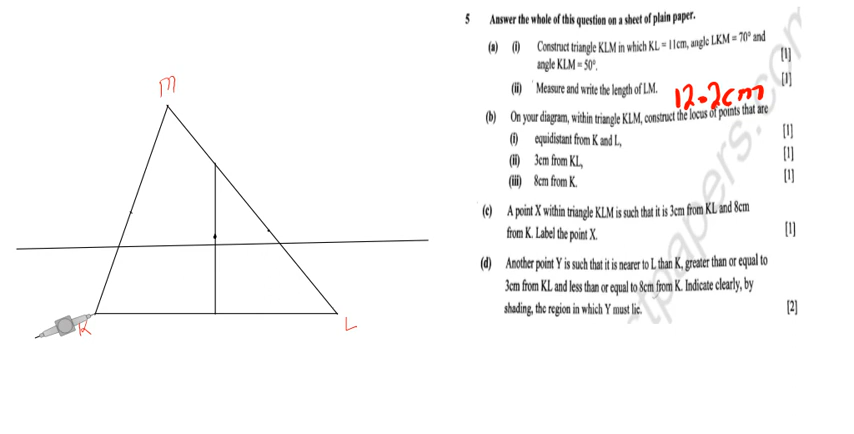 5 Answer the whole of this question on a sheet of plain paper.
(a) (i) Construct triangle KLM in which KL = 11cm, angle LKM = 70° and
angle KLM = 50°. [1]
(ii) Measure and write the length of LM. 12.2cm [1]
(b) On your diagram, within triangle KLM, construct the locus of points that are
(i) equidistant from K and L, [1]
(ii) 3cm from KL, [1]
(iii) 8cm from K. [1]
(c) A point X within triangle KLM is such that it is 3cm from KL and 8cm
from K. Label the point X. [1]
(d) Another point Y is such that it is nearer to L than K, greater than or equal to
3cm from KL and less than or equal to 8cm from K. Indicate clearly, by
shading, the region in which Y must lie. [2]
M
K
L